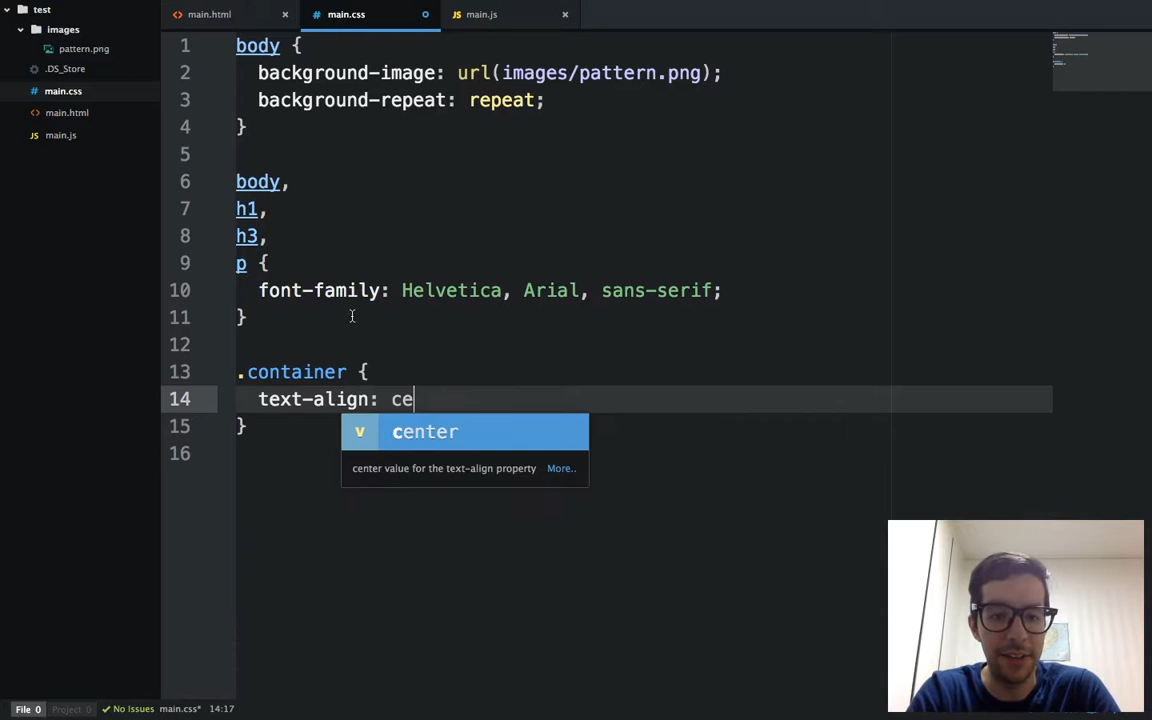 test
images
pattern.png
.DS_Store
main.css
main.html
main.js
main.html
main.css
main.js
1 body {
2 background-image: url(images/pattern.png);
3 background-repeat: repeat;
4 }
5
6 body,
7 h1,
8 h3,
9 p {
10 font-family: Helvetica, Arial, sans-serif;
11 }
12
13 .container {
14 text-align: ce
v center
center value for the text-align property More..
15 }
16
File 0 Project 0 No Issues main.css* 14:17